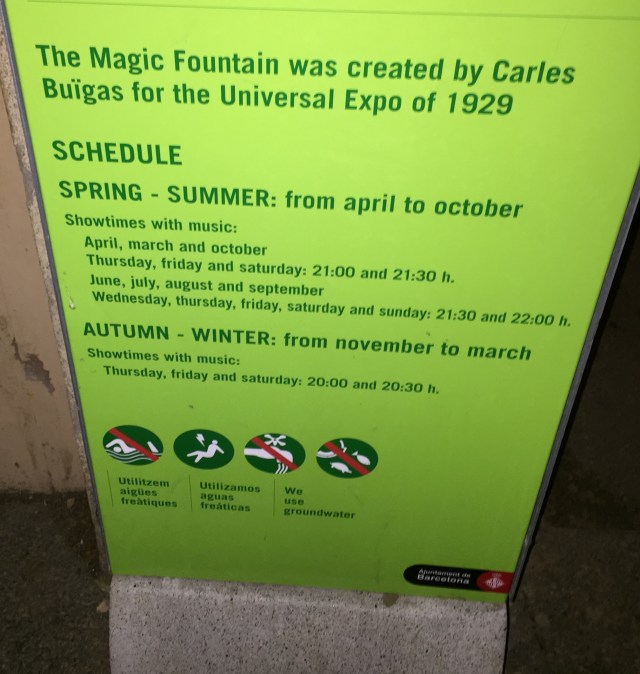 The Magic Fountain was created by Carles
Buïgas for the Universal Expo of 1929
SCHEDULE
SPRING - SUMMER: from april to october
Showtimes with music:
April, march and october
Thursday, friday and saturday: 21:00 and 21:30 h.
June, july, august and september
Wednesday, thursday, friday, saturday and sunday: 21:30 and 22:00 h.
AUTUMN - WINTER: from november to march
Showtimes with music:
Thursday, friday and saturday: 20:00 and 20:30 h.
Utilitzem
aigües
freàtiques
Utilizamos
aguas
freáticas
We
use
groundwater
Ajuntament de
Barcelona